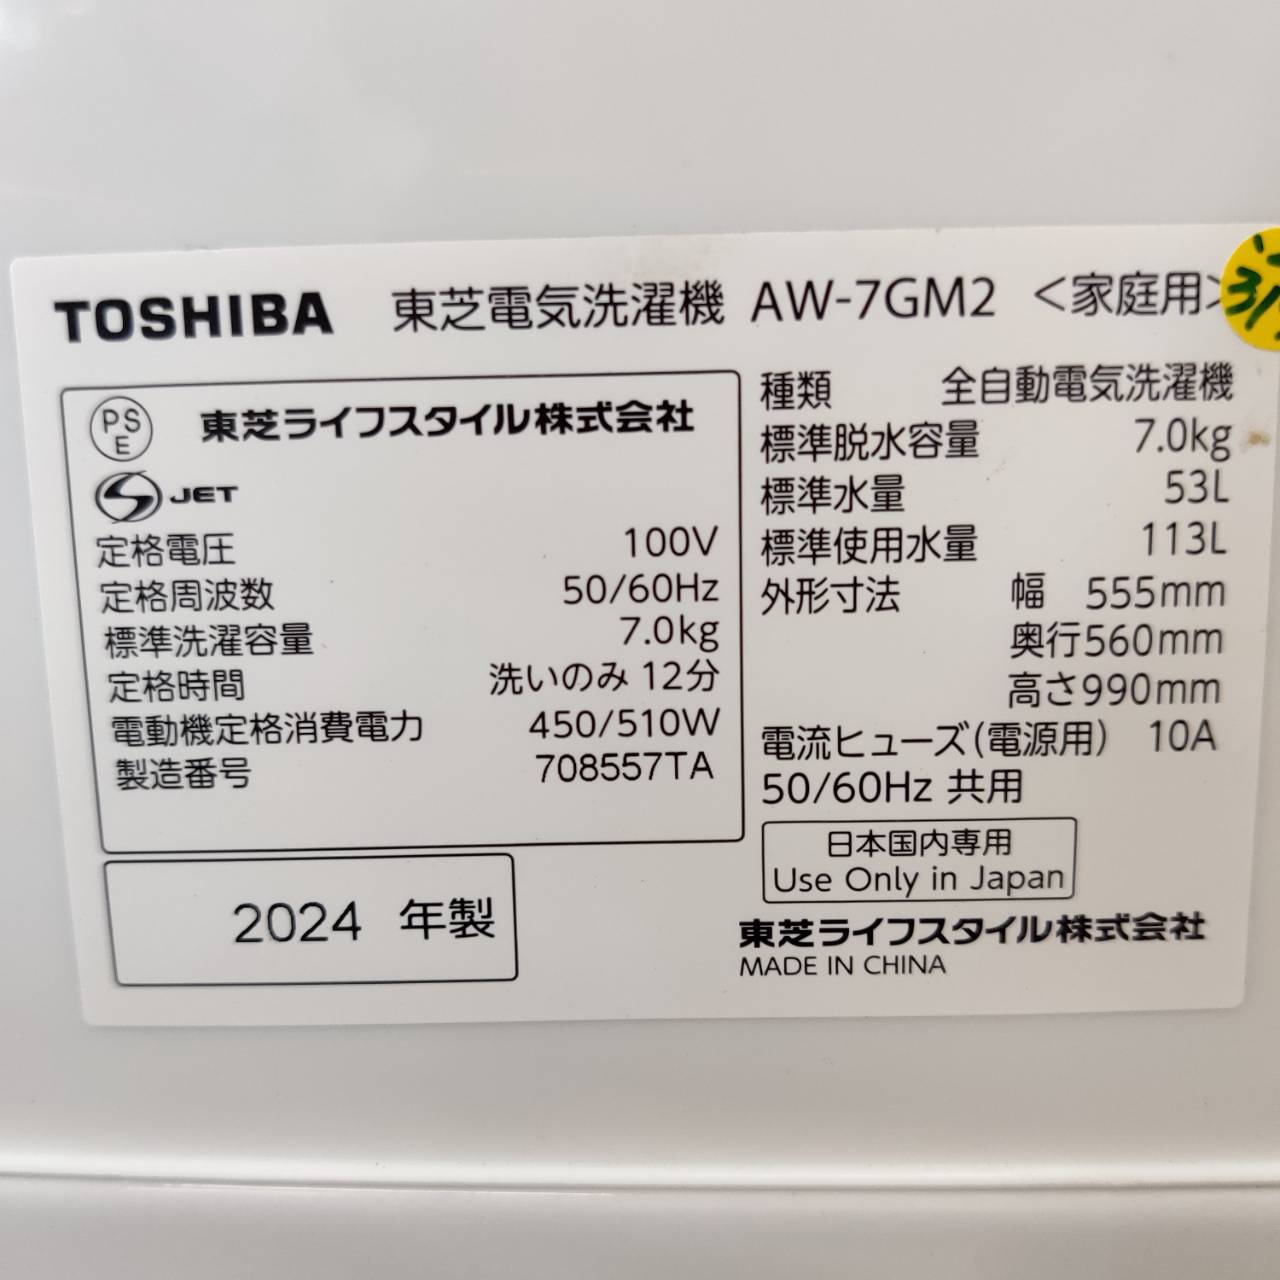 TOSHIBA 東芝電気洗濯機 AW-7GM2 <家庭用>
PS
E
東芝ライフスタイル株式会社
S JET
定格電圧 100V
定格周波数 50/60Hz
標準洗濯容量 7.0kg
定格時間 洗いのみ 12分
電動機定格消費電力 450/510W
製造番号 708557TA
2024 年製
種類 全自動電気洗濯機
標準脱水容量 7.0kg
標準水量 53L
標準使用水量 113L
外形寸法 幅 555mm
奥行560mm
高さ990mm
電流ヒューズ(電源用) 10A
50/60Hz 共用
日本国内専用
Use Only in Japan
東芝ライフスタイル株式会社
MADE IN CHINA